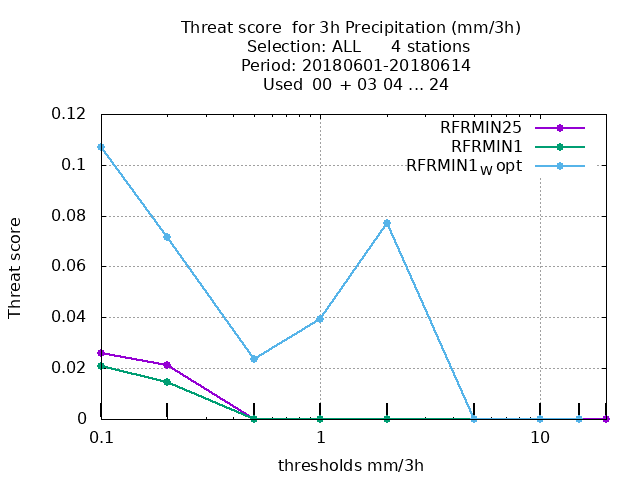 Threat score  for 3h Precipitation (mm/3h)
Selection: ALL      4 stations
Period: 20180601-20180614
Used  00  + 03 04 ... 24
RFRMIN25
RFRMIN1
RFRMIN1W opt
0.12
0.1
0.08
0.06
0.04
0.02
0
Threat score
0.1
1
10
thresholds mm/3h